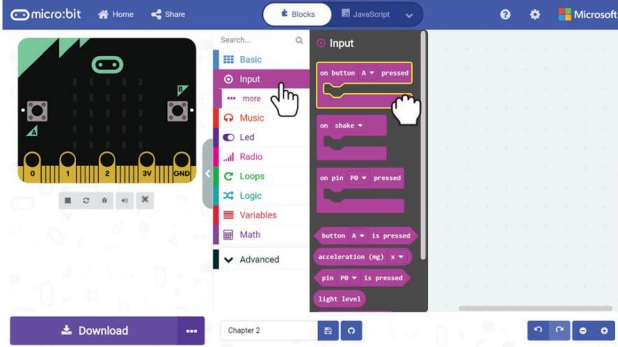 micro:bit Home Share Blocks JavaScript Microsoft
Search...
Basic
Input
more
Music
Led
Radio
Loops
Logic
Variables
Math
Advanced
Input
on button A pressed
on shake
on pin P0 pressed
button A is pressed
acceleration (mg) x
pin P0 is pressed
light level
B
A
0 1 2 3V GND
Download
Chapter 2